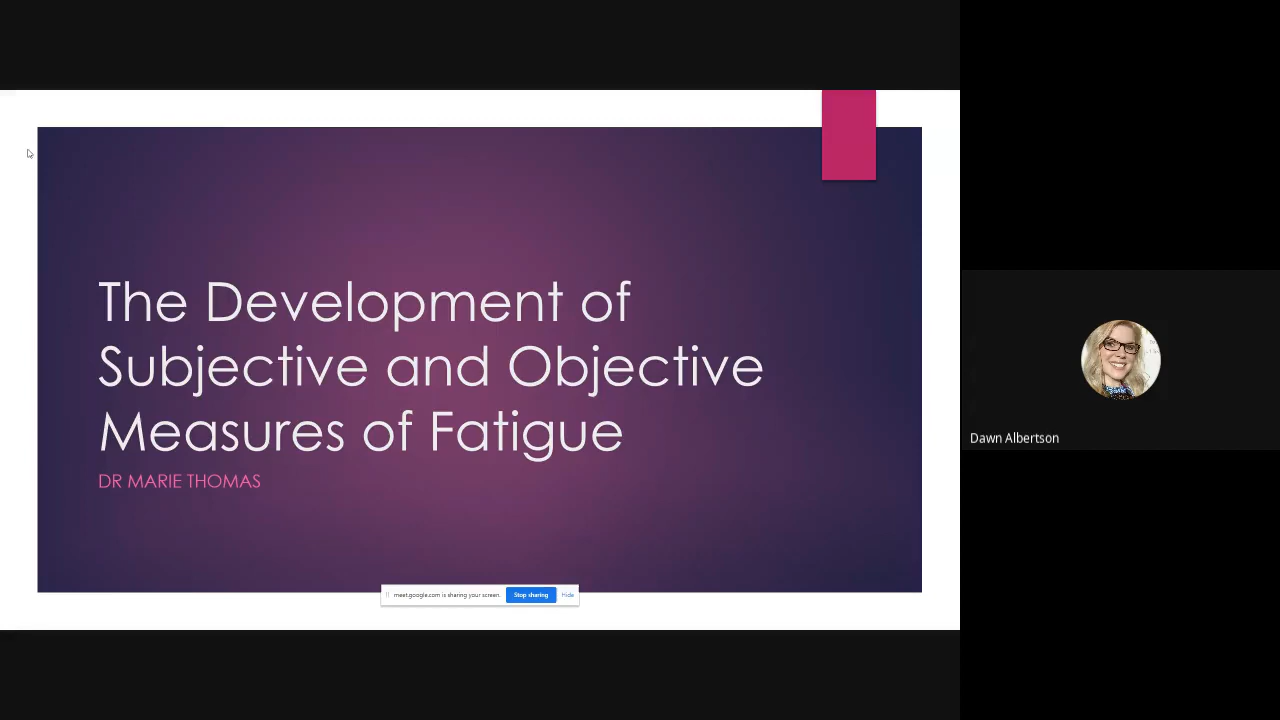 The Development of
Subjective and Objective
Measures of Fatigue
DR MARIE THOMAS
meet.google.com is sharing your screen.
Stop sharing
Hide
Dawn Albertson